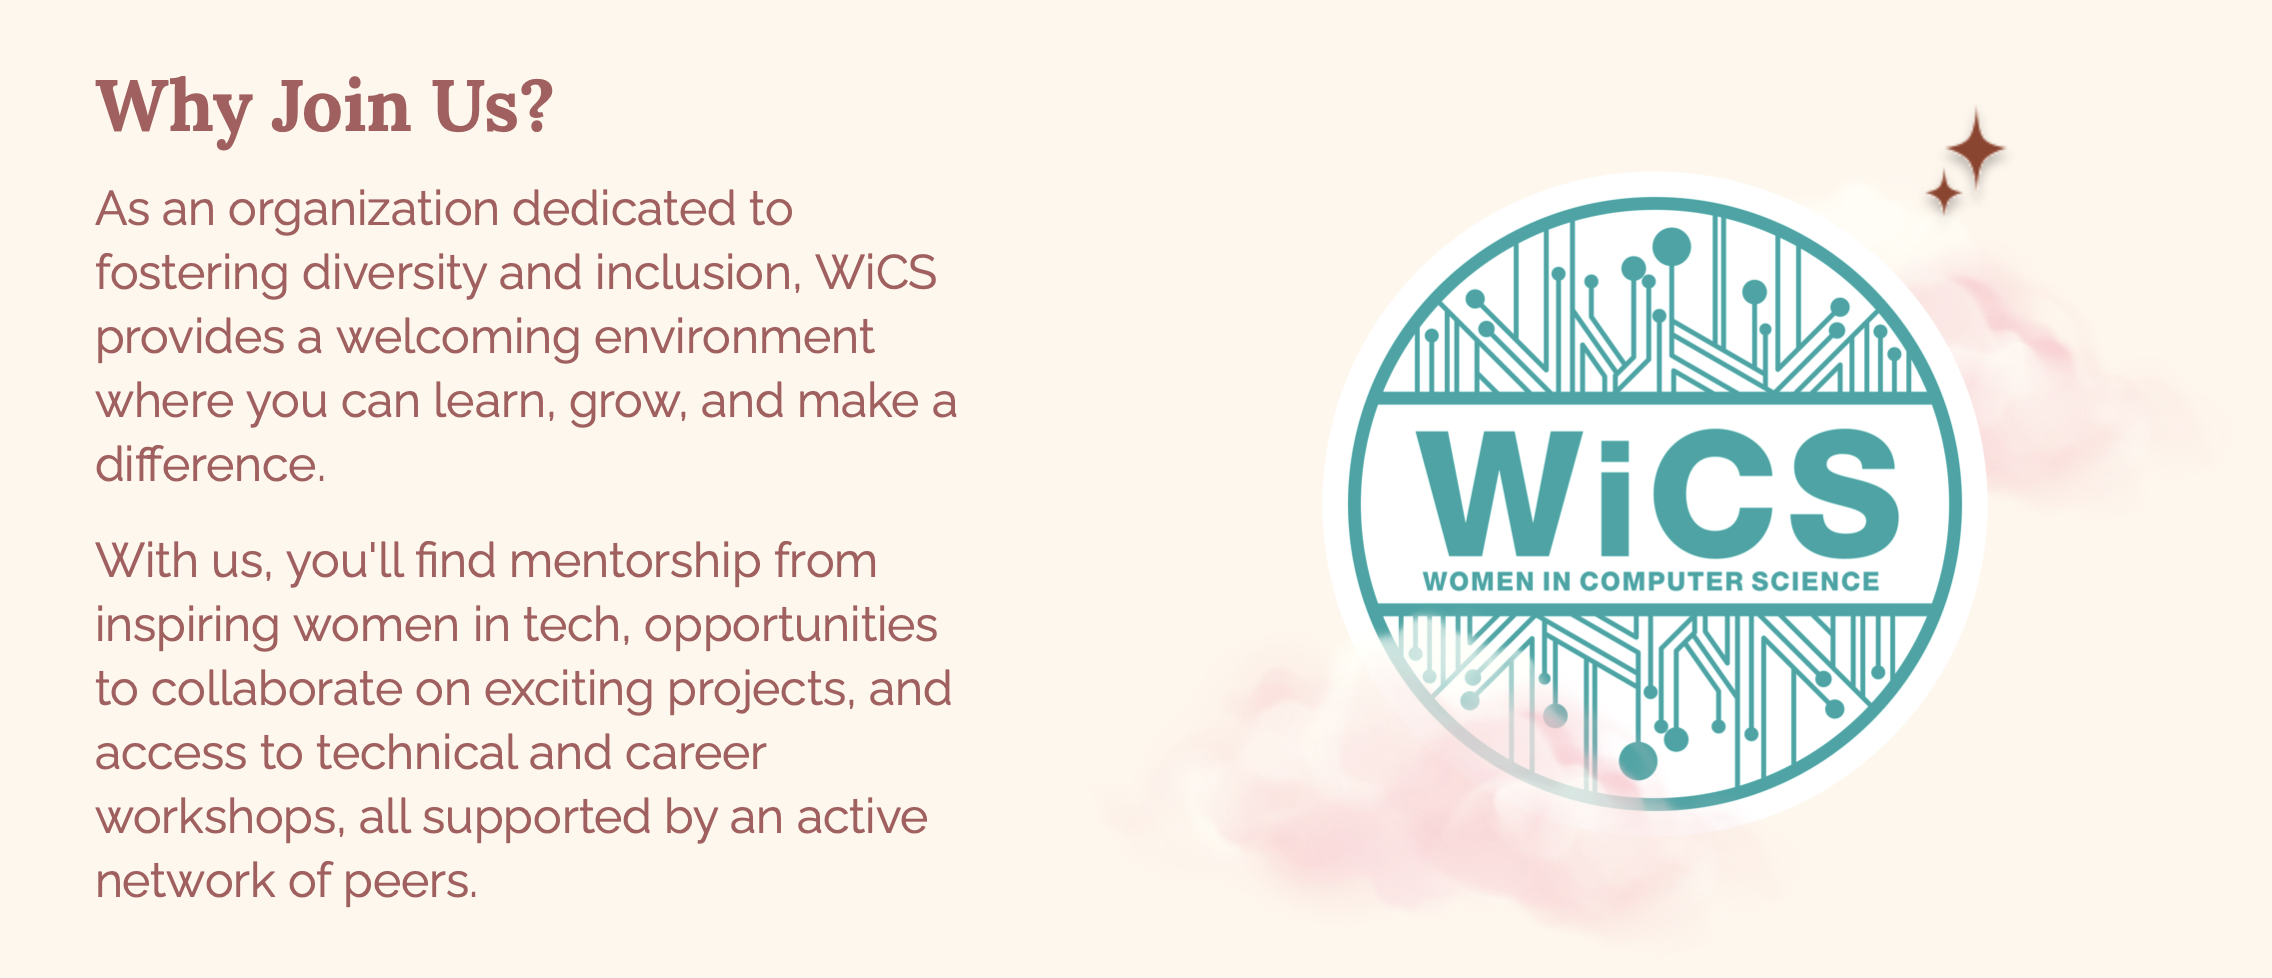 Why Join Us?
As an organization dedicated to
fostering diversity and inclusion, WiCS
provides a welcoming environment
where you can learn, grow, and make a
difference.
With us, you'll find mentorship from
inspiring women in tech, opportunities
to collaborate on exciting projects, and
access to technical and career
workshops, all supported by an active
network of peers.
WiCS
WOMEN IN COMPUTER SCIENCE